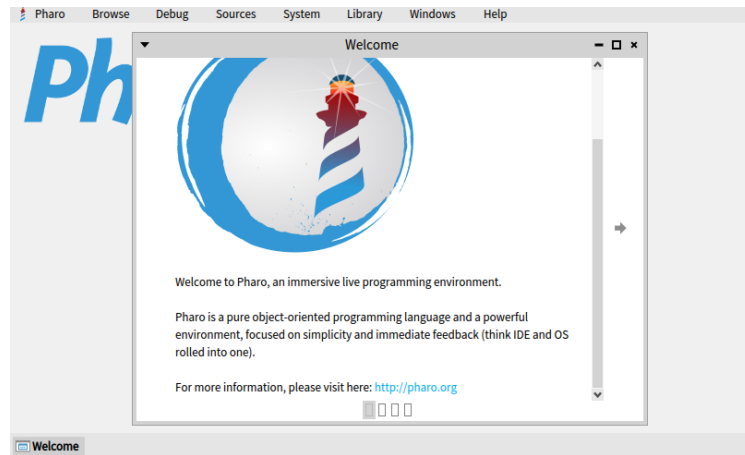 Pharo Browse Debug Sources System Library Windows Help
Ph
Welcome
Welcome to Pharo, an immersive live programming environment.
Pharo is a pure object-oriented programming language and a powerful
environment, focused on simplicity and immediate feedback (think IDE and OS
rolled into one).
For more information, please visit here: http://pharo.org
Welcome